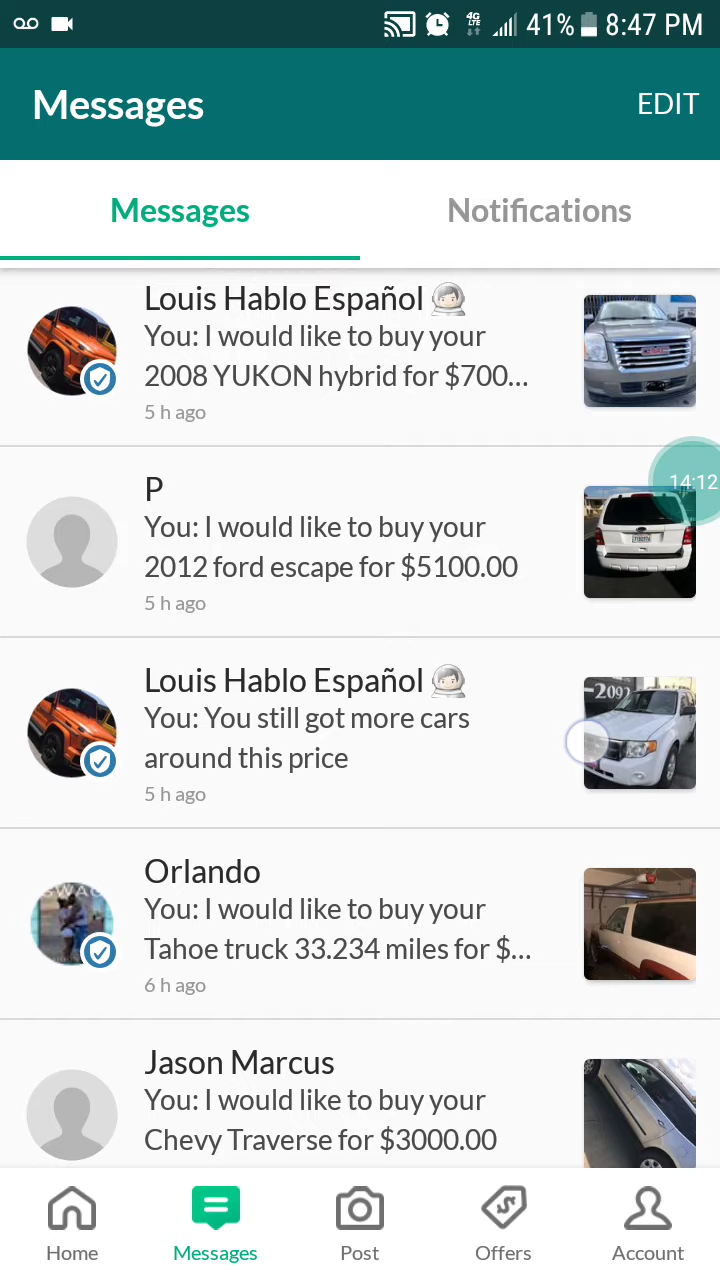 41% 8:47 PM
Messages
EDIT
Messages
Notifications
Louis Hablo Español
You: I would like to buy your
2008 YUKON hybrid for $700...
5 h ago
P
You: I would like to buy your
2012 ford escape for $5100.00
5 h ago
14:12
Louis Hablo Español
You: You still got more cars
around this price
5 h ago
2092
Orlando
You: I would like to buy your
Tahoe truck 33.234 miles for $...
6 h ago
Jason Marcus
You: I would like to buy your
Chevy Traverse for $3000.00
Home
Messages
Post
Offers
Account